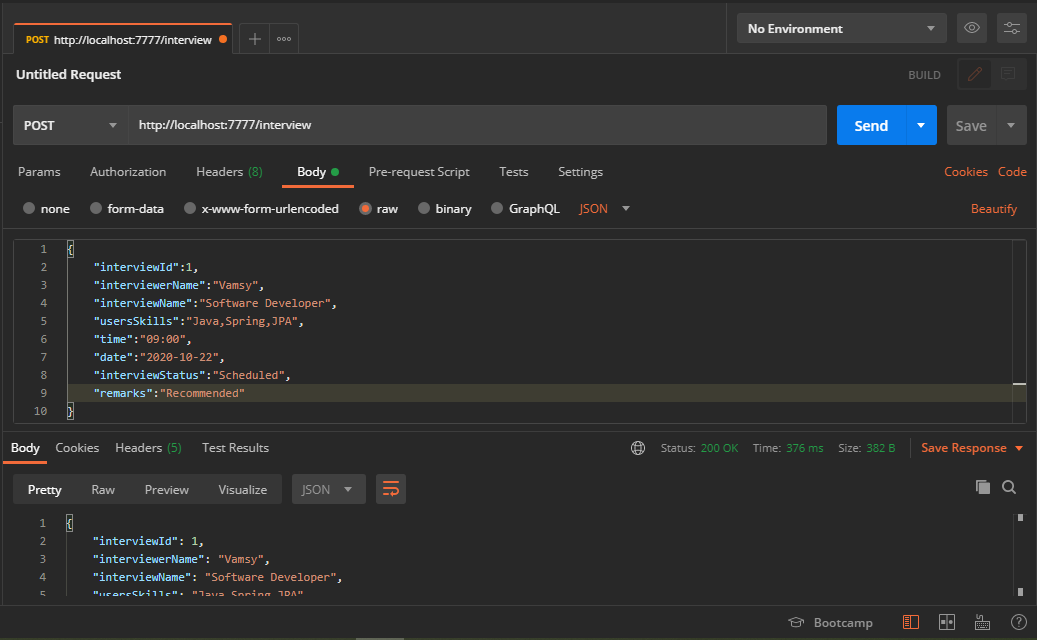 POST http://localhost:7777/interview
No Environment
Untitled Request
BUILD
POST http://localhost:7777/interview Send Save
Params Authorization Headers (8) Body Pre-request Script Tests Settings Cookies Code
none form-data x-www-form-urlencoded raw binary GraphQL JSON Beautify
1 {
2 "interviewId":1,
3 "interviewerName":"Vamsy",
4 "interviewName":"Software Developer",
5 "usersSkills":"Java,Spring,JPA",
6 "time":"09:00",
7 "date":"2020-10-22",
8 "interviewStatus":"Scheduled",
9 "remarks":"Recommended"
10 }
Body Cookies Headers (5) Test Results Status: 200 OK Time: 376 ms Size: 382 B Save Response
Pretty Raw Preview Visualize JSON
1 {
2 "interviewId": 1,
3 "interviewerName": "Vamsy",
4 "interviewName": "Software Developer",
5 "usersSkills": "Java,Spring,JPA"
Bootcamp